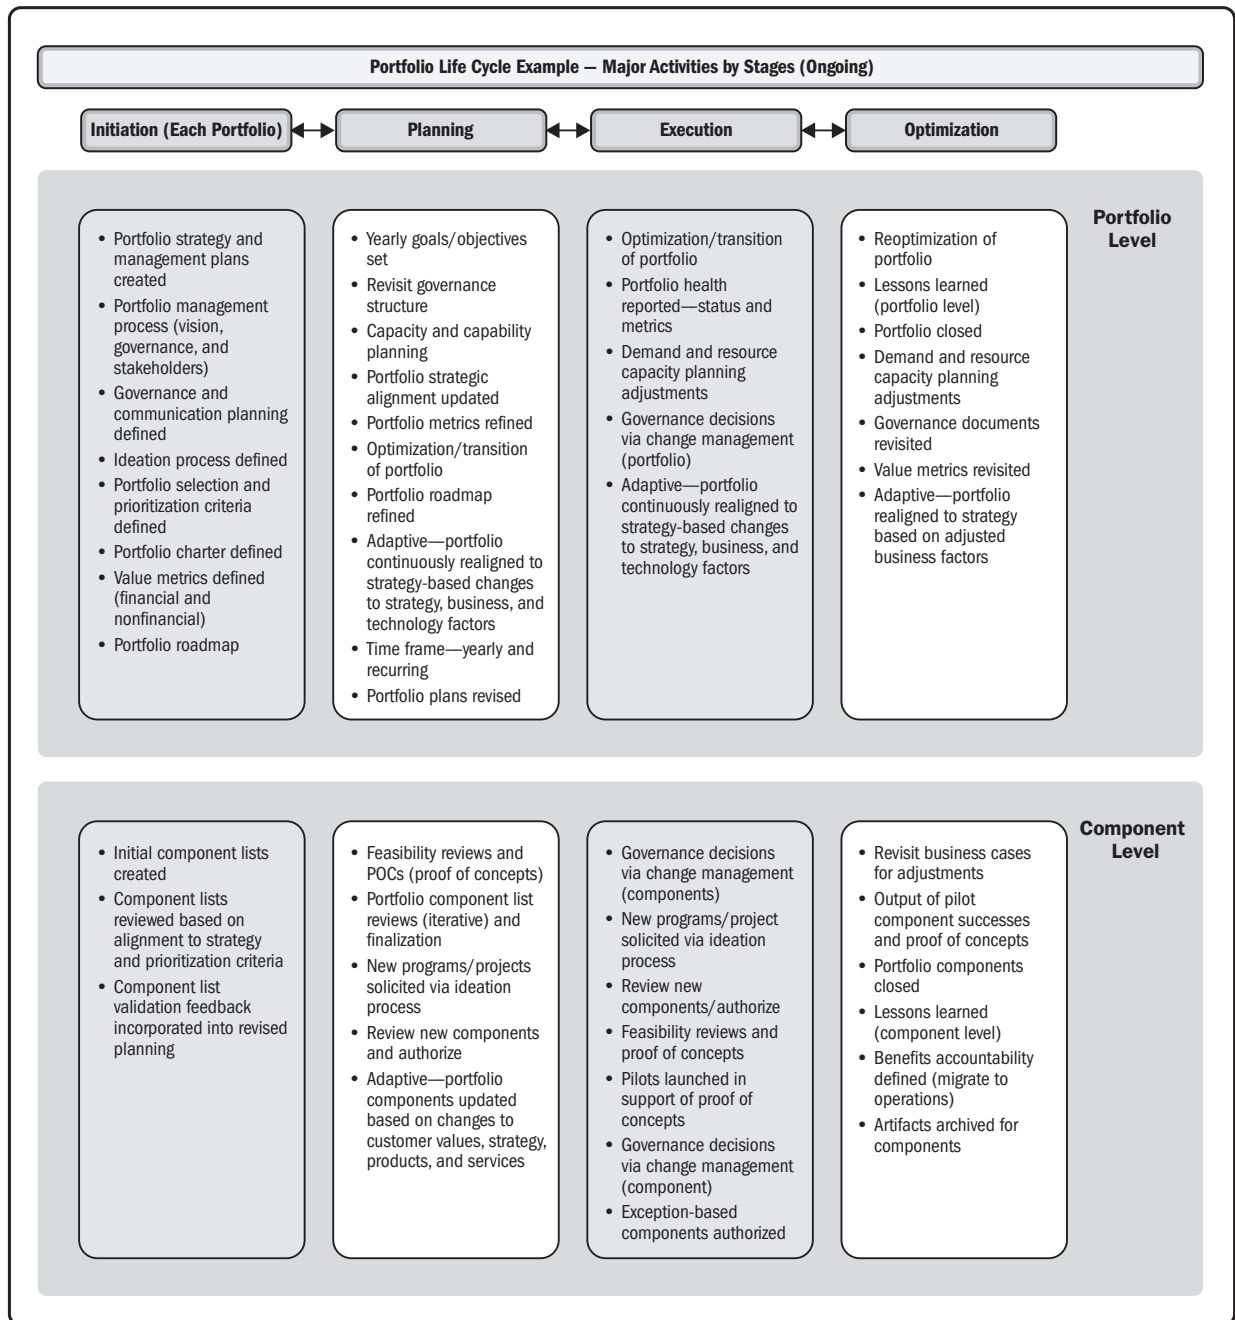 Portfolio Life Cycle Example — Major Activities by Stages (Ongoing)
Initiation (Each Portfolio)
Planning
Execution
Optimization
Portfolio
Level
• Portfolio strategy and
management plans
created
• Portfolio management
process (vision,
governance, and
stakeholders)
• Governance and
communication planning
defined
• Ideation process defined
• Portfolio selection and
prioritization criteria
defined
• Portfolio charter defined
• Value metrics defined
(financial and
nonfinancial)
• Portfolio roadmap
• Yearly goals/objectives
set
• Revisit governance
structure
• Capacity and capability
planning
• Portfolio strategic
alignment updated
• Portfolio metrics refined
• Optimization/transition
of portfolio
• Portfolio roadmap
refined
• Adaptive—portfolio
continuously realigned to
strategy-based changes
to strategy, business, and
technology factors
• Time frame—yearly and
recurring
• Portfolio plans revised
• Optimization/transition
of portfolio
• Portfolio health
reported—status and
metrics
• Demand and resource
capacity planning
adjustments
• Governance decisions
via change management
(portfolio)
• Adaptive—portfolio
continuously realigned to
strategy-based changes
to strategy, business, and
technology factors
• Reoptimization of
portfolio
• Lessons learned
(portfolio level)
• Portfolio closed
• Demand and resource
capacity planning
adjustments
• Governance documents
revisited
• Value metrics revisited
• Adaptive—portfolio
realigned to strategy
based on adjusted
business factors
Component
Level
• Initial component lists
created
• Component lists
reviewed based on
alignment to strategy
and prioritization criteria
• Component list
validation feedback
incorporated into revised
planning
• Feasibility reviews and
POCs (proof of concepts)
• Portfolio component list
reviews (iterative) and
finalization
• New programs/projects
solicited via ideation
process
• Review new components
and authorize
• Adaptive—portfolio
components updated
based on changes to
customer values, strategy,
products, and services
• Governance decisions
via change management
(components)
• New programs/project
solicited via ideation
process
• Review new
components/authorize
• Feasibility reviews and
proof of concepts
• Pilots launched in
support of proof of
concepts
• Governance decisions
via change management
(component)
• Exception-based
components authorized
• Revisit business cases
for adjustments
• Output of pilot
component successes
and proof of concepts
• Portfolio components
closed
• Lessons learned
(component level)
• Benefits accountability
defined (migrate to
operations)
• Artifacts archived for
components